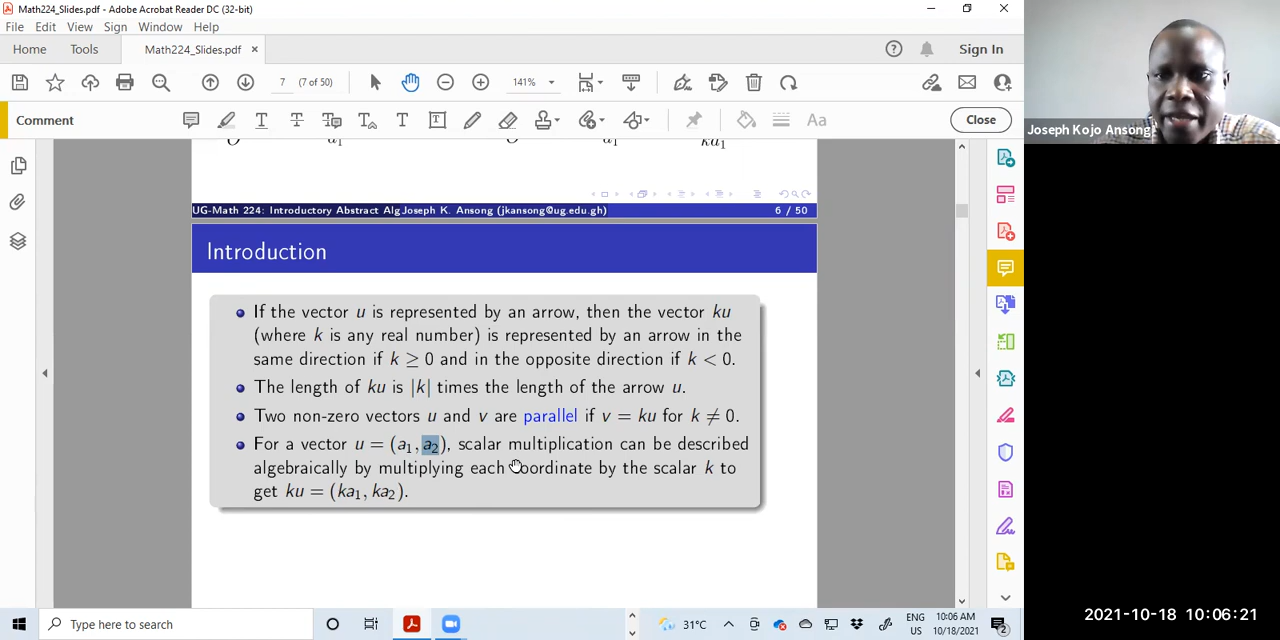 Math224_Slides.pdf - Adobe Acrobat Reader DC (32-bit)
File Edit View Sign Window Help
Home Tools Math224_Slides.pdf × Sign In
7 (7 of 50) 141%
Comment Close
Aa
O a₁ O a₁ ka₁
UG-Math 224: Introductory Abstract Alg Joseph K. Ansong (jkansong@ug.edu.gh) 6 / 50
Introduction
If the vector u is represented by an arrow, then the vector ku
(where k is any real number) is represented by an arrow in the
same direction if k ≥ 0 and in the opposite direction if k < 0.
The length of ku is |k| times the length of the arrow u.
Two non-zero vectors u and v are parallel if v = ku for k ≠ 0.
For a vector u = (a₁, a₂), scalar multiplication can be described
algebraically by multiplying each coordinate by the scalar k to
get ku = (ka₁, ka₂).
Joseph Kojo Ansong
Type here to search
31°C
ENG
US
10:06 AM
10/18/2021
2
2021-10-18 10:06:21